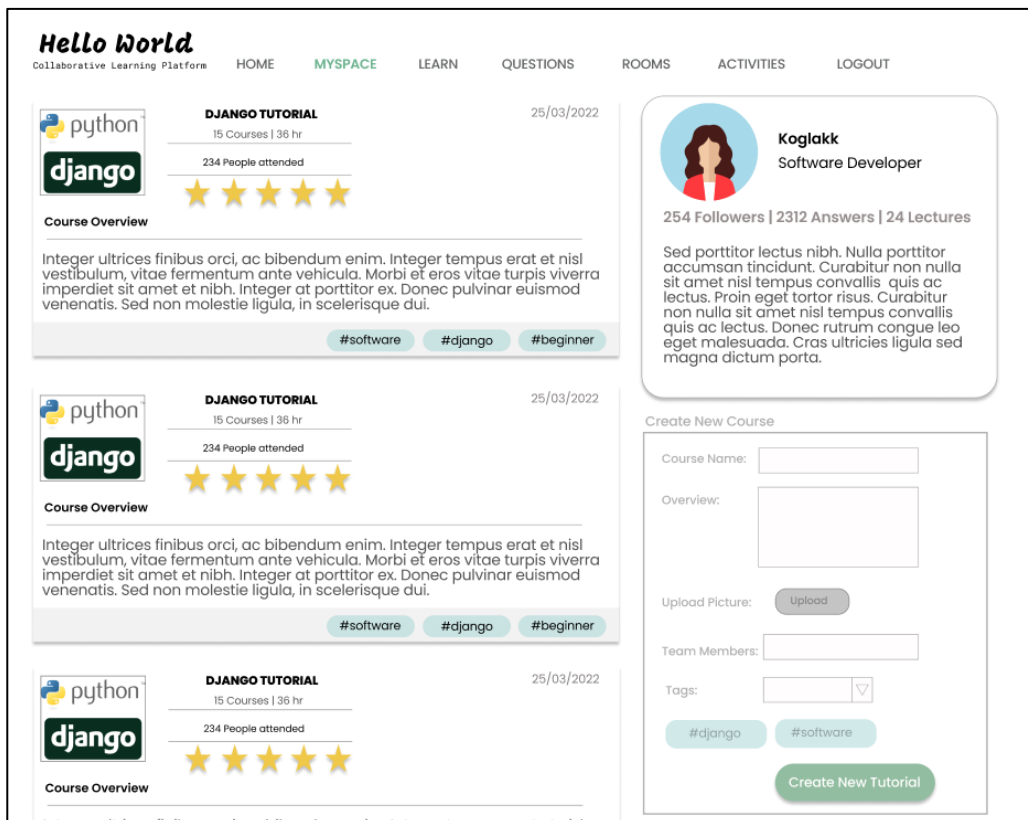 Hello World
Collaborative Learning Platform
HOME MYSPACE LEARN QUESTIONS ROOMS ACTIVITIES LOGOUT
python
django
DJANGO TUTORIAL
15 Courses | 36 hr
234 People attended
25/03/2022
Course Overview
Integer ultrices finibus orci, ac bibendum enim. Integer tempus erat et nisl
vestibulum, vitae fermentum ante vehicula. Morbi et eros vitae turpis viverra
imperdiet sit amet et nibh. Integer at porttitor ex. Donec pulvinar euismod
venenatis. Sed non molestie ligula, in scelerisque dui.
#software #django #beginner
python
django
DJANGO TUTORIAL
15 Courses | 36 hr
234 People attended
25/03/2022
Course Overview
Integer ultrices finibus orci, ac bibendum enim. Integer tempus erat et nisl
vestibulum, vitae fermentum ante vehicula. Morbi et eros vitae turpis viverra
imperdiet sit amet et nibh. Integer at porttitor ex. Donec pulvinar euismod
venenatis. Sed non molestie ligula, in scelerisque dui.
#software #django #beginner
python
django
DJANGO TUTORIAL
15 Courses | 36 hr
234 People attended
25/03/2022
Course Overview
Koglakk
Software Developer
254 Followers | 2312 Answers | 24 Lectures
Sed porttitor lectus nibh. Nulla porttitor
accumsan tincidunt. Curabitur non nulla
sit amet nisl tempus convallis quis ac
lectus. Proin eget tortor risus. Curabitur
non nulla sit amet nisl tempus convallis
quis ac lectus. Donec rutrum congue leo
eget malesuada. Cras ultricies ligula sed
magna dictum porta.
Create New Course
Course Name:
Overview:
Upload Picture: Upload
Team Members:
Tags:
#django #software
Create New Tutorial